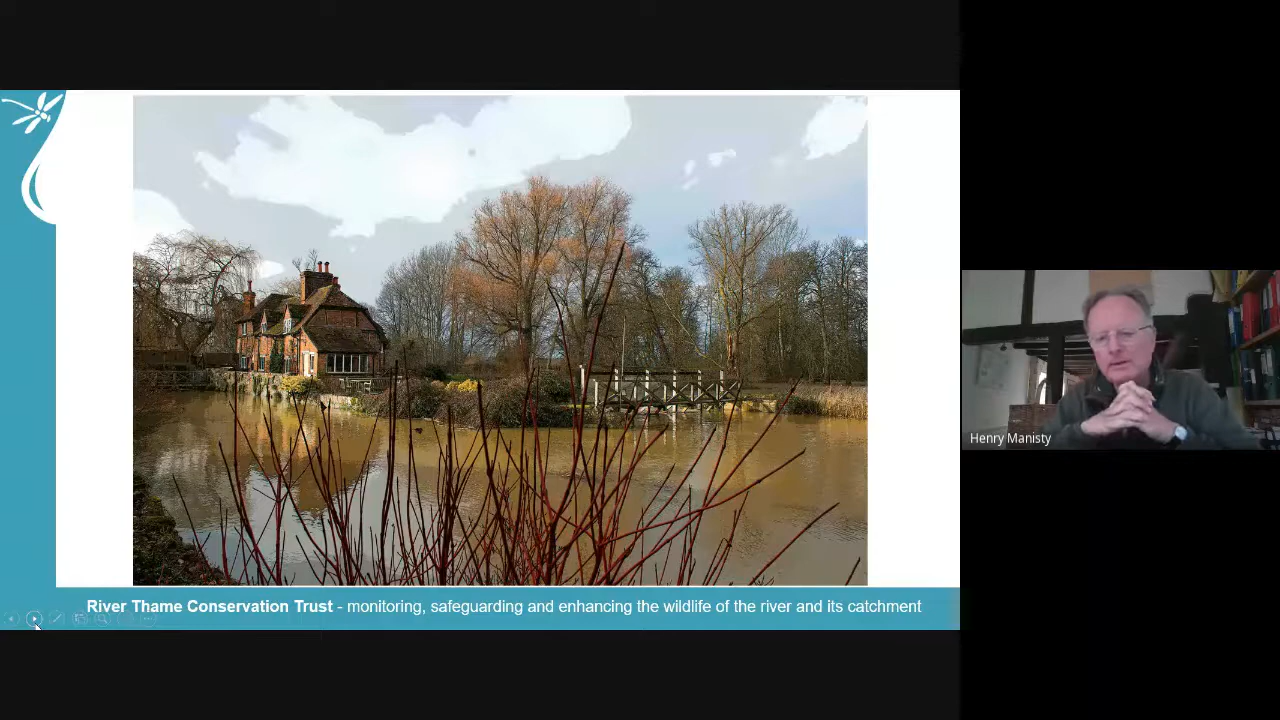 River Thame Conservation Trust - monitoring, safeguarding and enhancing the wildlife of the river and its catchment
Henry Manisty